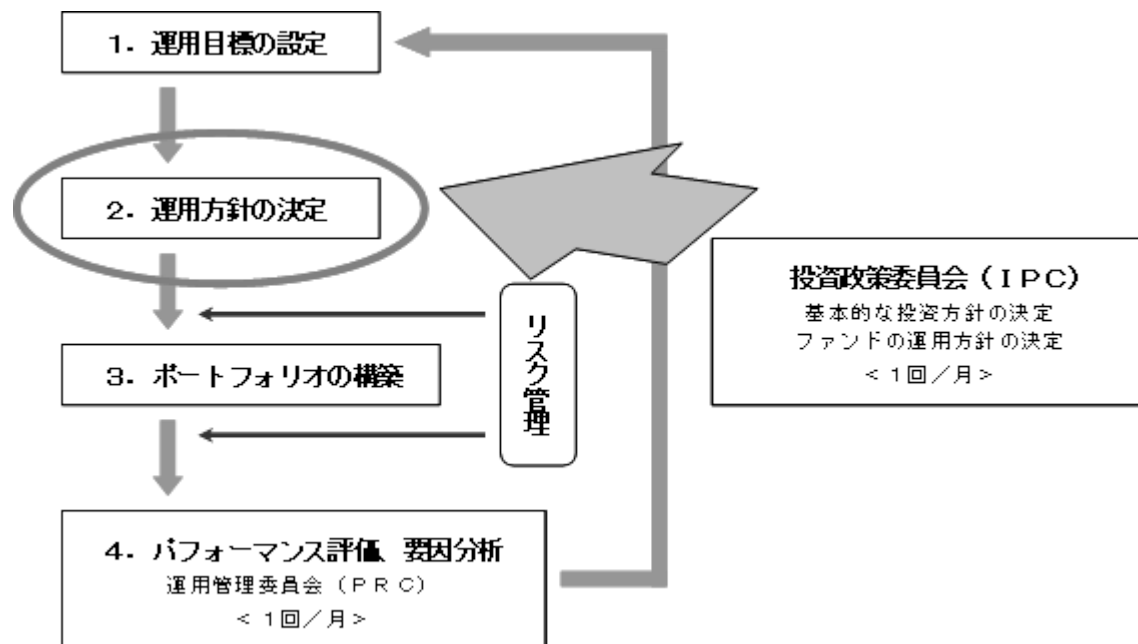 1．運用目標の設定
2．運用方針の決定
投資政策委員会（ＩＰＣ）
基本的な投資方針の決定
ファンドの運用方針の決定
＜１回／月＞
リスク管理
3．ポートフォリオの構築
4．パフォーマンス評価、要因分析
運用管理委員会（ＰＲＣ）
＜１回／月＞